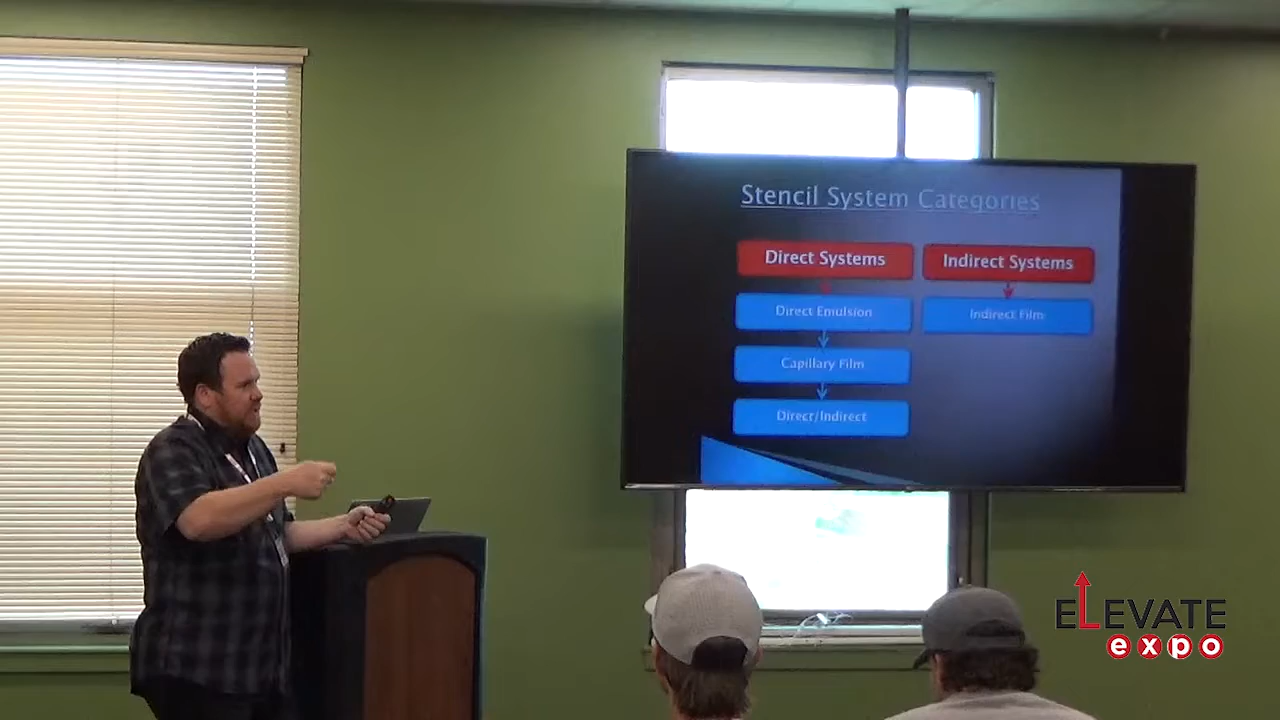 Stencil System Categories
Direct Systems
Indirect Systems
Direct Emulsion
Indirect Film
Capillary Film
Direct/Indirect
ELEVATE
expo